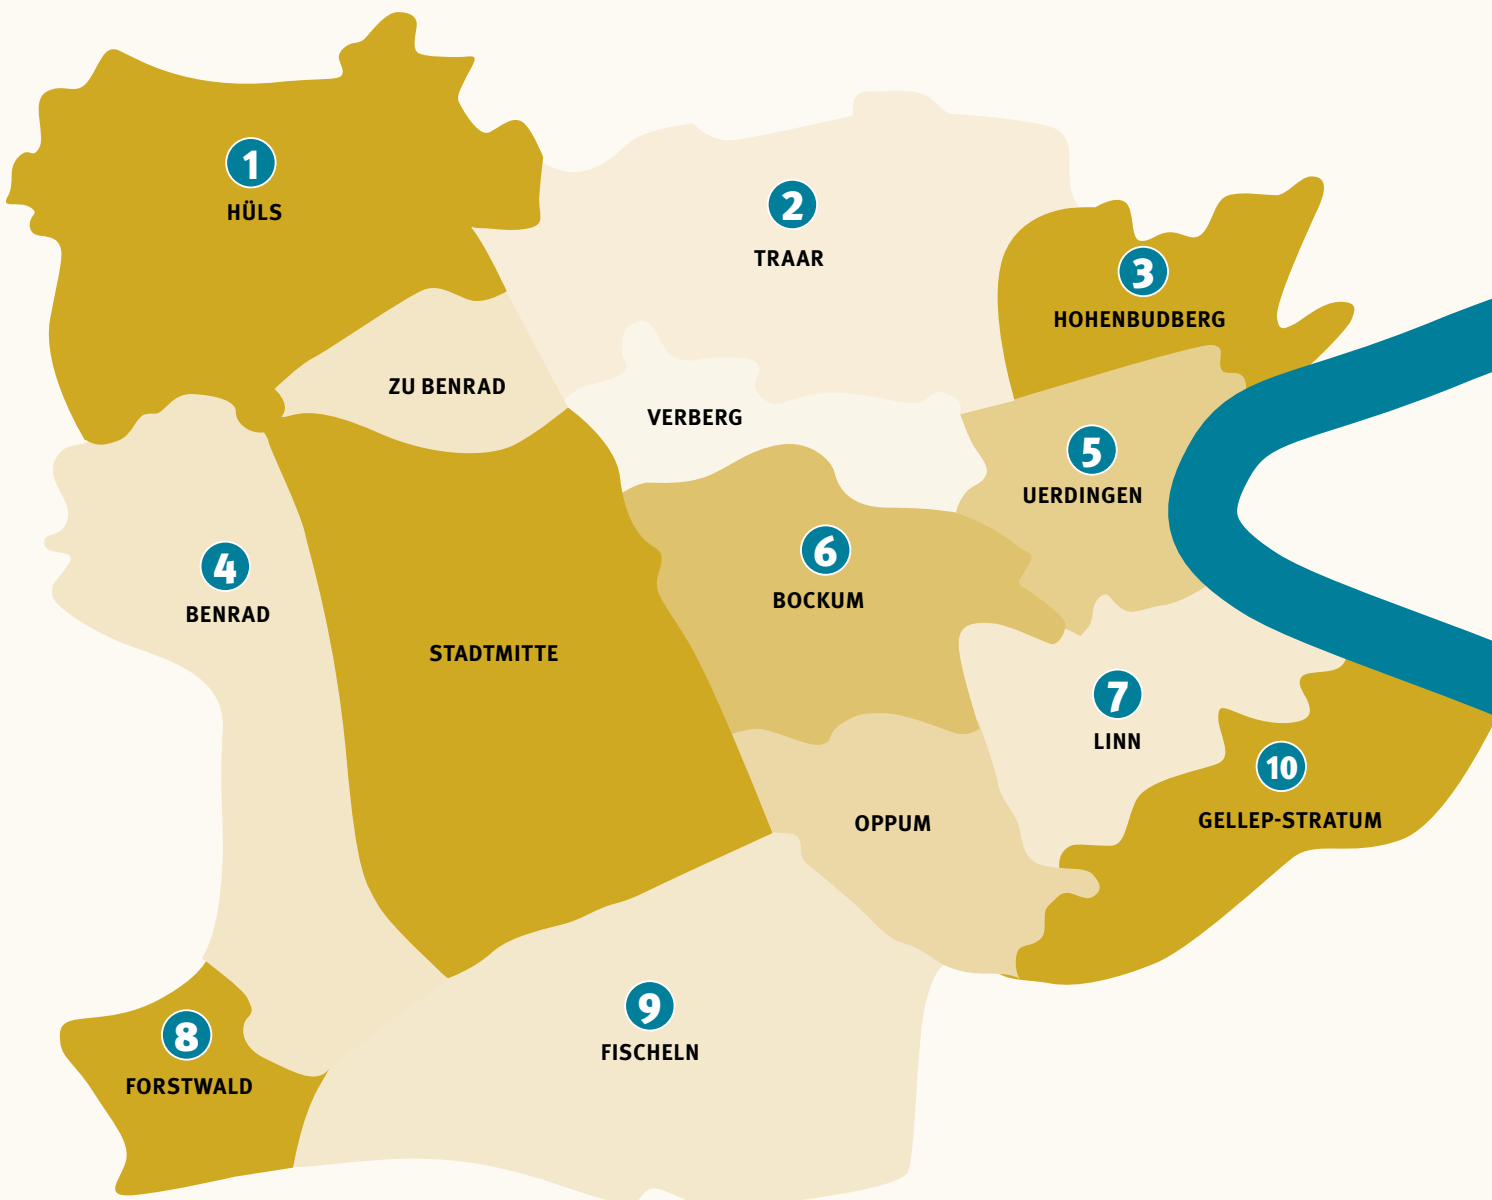 1
HÜLS
2
TRAAR
3
HOHENBUDBERG
ZU BENRAD
VERBERG
5
UERDINGEN
4
BENRAD
6
BOCKUM
STADTMITTE
7
LINN
10
GELLEP-STRATUM
OPPUM
9
FISCHELN
8
FORSTWALD